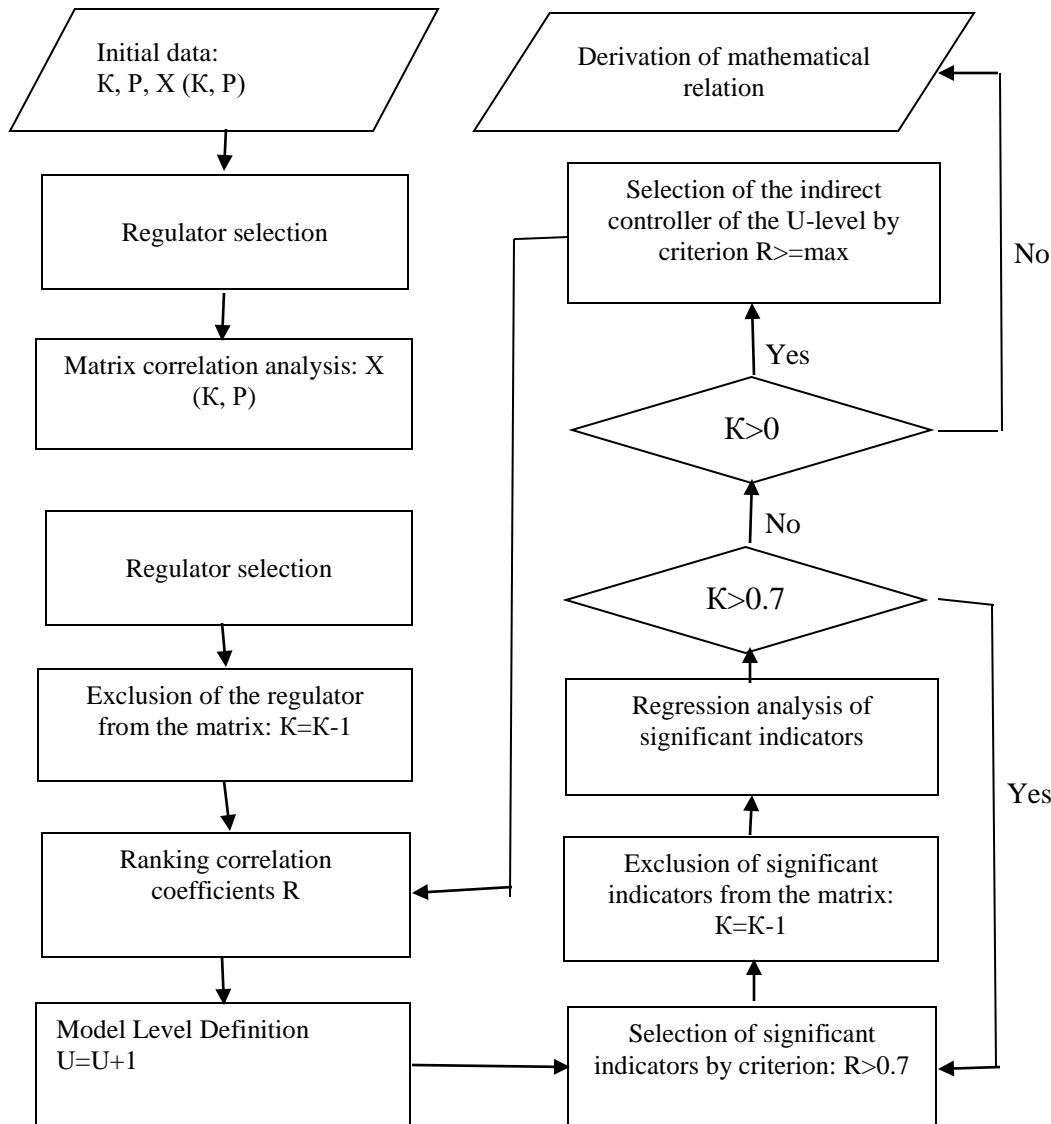 Initial data:
K, P, X (K, P)
Regulator selection
Matrix correlation analysis: X
(K, P)
Regulator selection
Exclusion of the regulator
from the matrix: K=K-1
Ranking correlation
coefficients R
Model Level Definition
U=U+1
Derivation of mathematical
relation
Selection of the indirect
controller of the U-level by
criterion R>=max
No
Yes
K>0
No
K>0.7
Regression analysis of
significant indicators
Yes
Exclusion of significant
indicators from the matrix:
K=K-1
Selection of significant
indicators by criterion: R>0.7